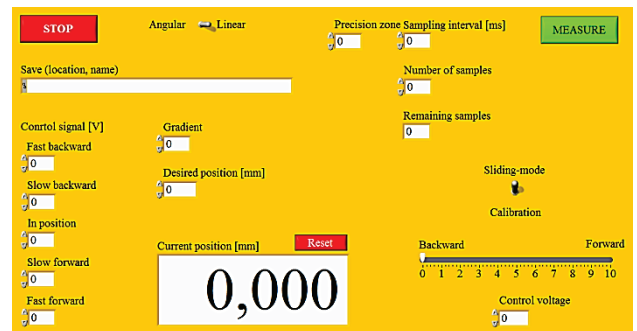 STOP
Angular Linear
Precision zone Sampling interval [ms]
0 0
MEASURE
Save (location, name)
Number of samples
0
Remaining samples
0
Conrtol signal [V]
Fast backward
0
Slow backward
0
In position
0
Slow forward
0
Fast forward
0
Gradient
0
Desired position [mm]
0
Current position [mm] Reset
0,000
Sliding-mode
Calibration
Backward Forward
0 1 2 3 4 5 6 7 8 9 10
Control voltage
0